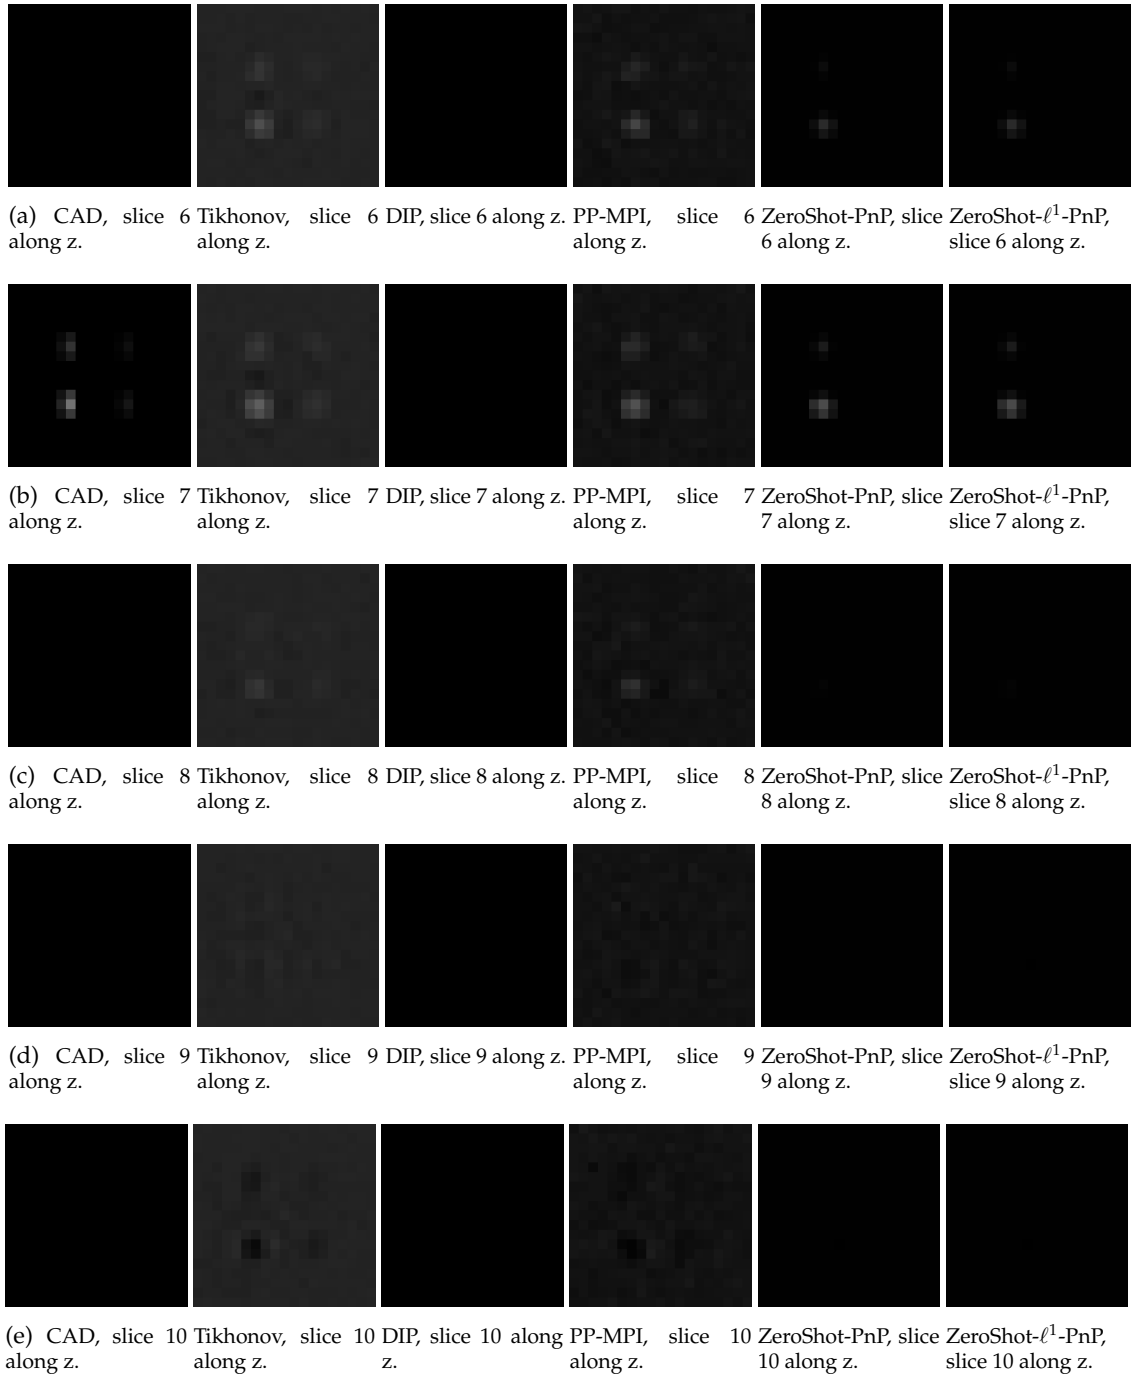 (a) CAD, slice 6 along z.
Tikhonov, slice 6 along z.
DIP, slice 6 along z.
PP-MPI, slice 6 along z.
ZeroShot-PnP, slice 6 along z.
ZeroShot-ℓ¹-PnP, slice 6 along z.
(b) CAD, slice 7 along z.
Tikhonov, slice 7 along z.
DIP, slice 7 along z.
PP-MPI, slice 7 along z.
ZeroShot-PnP, slice 7 along z.
ZeroShot-ℓ¹-PnP, slice 7 along z.
(c) CAD, slice 8 along z.
Tikhonov, slice 8 along z.
DIP, slice 8 along z.
PP-MPI, slice 8 along z.
ZeroShot-PnP, slice 8 along z.
ZeroShot-ℓ¹-PnP, slice 8 along z.
(d) CAD, slice 9 along z.
Tikhonov, slice 9 along z.
DIP, slice 9 along z.
PP-MPI, slice 9 along z.
ZeroShot-PnP, slice 9 along z.
ZeroShot-ℓ¹-PnP, slice 9 along z.
(e) CAD, slice 10 along z.
Tikhonov, slice 10 along z.
DIP, slice 10 along z.
PP-MPI, slice 10 along z.
ZeroShot-PnP, slice 10 along z.
ZeroShot-ℓ¹-PnP, slice 10 along z.